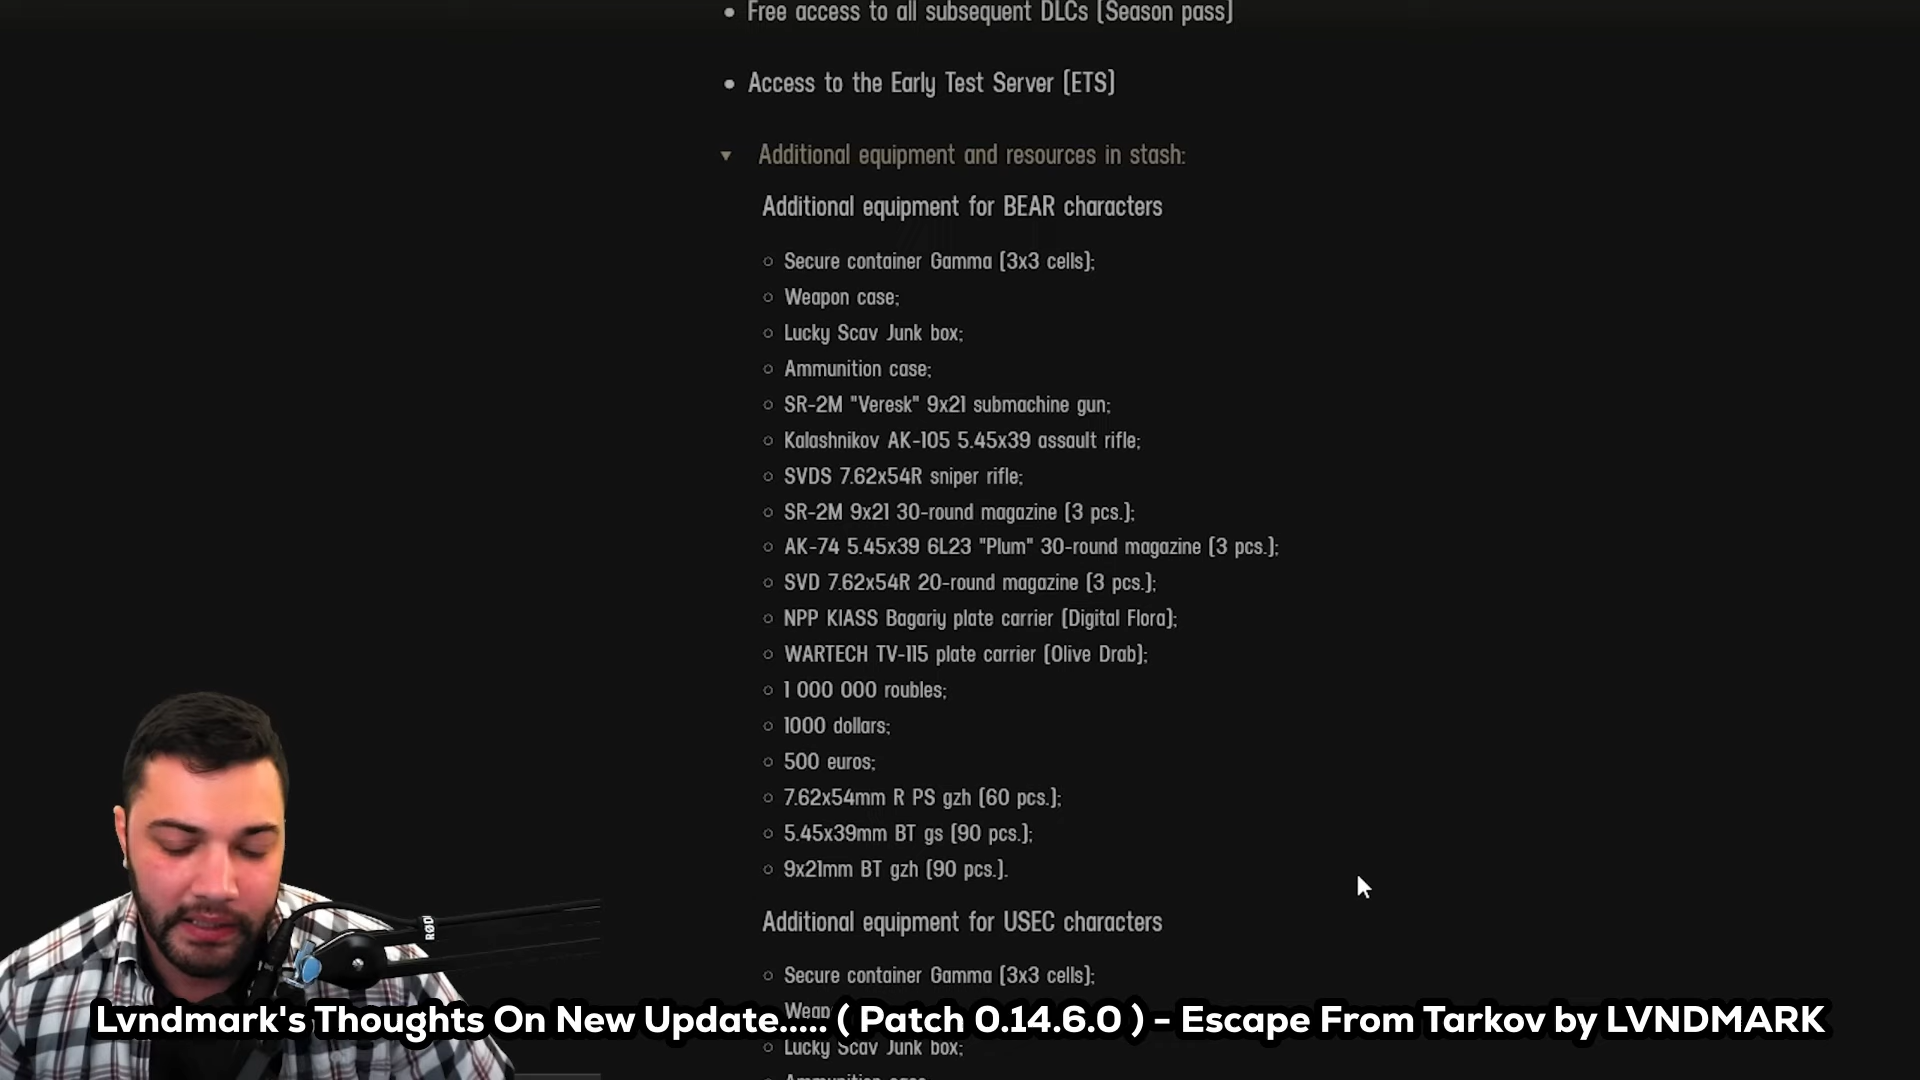 Free access to all subsequent DLCs (Season pass)
Access to the Early Test Server (ETS)
Additional equipment and resources in stash:
Additional equipment for BEAR characters
Secure container Gamma (3x3 cells);
Weapon case;
Lucky Scav Junk box;
Ammunition case;
SR-2M "Veresk" 9x21 submachine gun;
Kalashnikov AK-105 5.45x39 assault rifle;
SVDS 7.62x54R sniper rifle;
SR-2M 9x21 30-round magazine (3 pcs.);
AK-74 5.45x39 6L23 "Plum" 30-round magazine (3 pcs.);
SVD 7.62x54R 20-round magazine (3 pcs.);
NPP KlASS Bagariy plate carrier (Digital Flora);
WARTECH TV-115 plate carrier (Olive Drab);
1 000 000 roubles;
1000 dollars;
500 euros;
7.62x54mm R PS gzh (60 pcs.);
5.45x39mm BT gs (90 pcs.);
9x21mm BT gzh (90 pcs.).
Additional equipment for USEC characters
Secure container Gamma (3x3 cells);
Lvndmark's Thoughts On New Update..... ( Patch 0.14.6.0 ) - Escape From Tarkov by LVNDMARK
Lucky Scav Junk box;